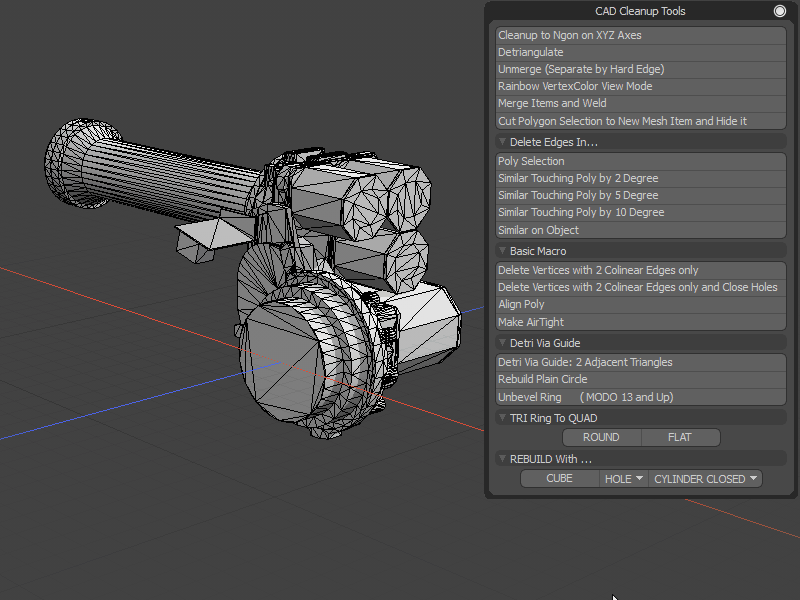 CAD Cleanup Tools
Cleanup to Ngon on XYZ Axes
Detriangulate
Unmerge (Separate by Hard Edge)
Rainbow VertexColor View Mode
Merge Items and Weld
Cut Polygon Selection to New Mesh Item and Hide it
Delete Edges In...
Poly Selection
Similar Touching Poly by 2 Degree
Similar Touching Poly by 5 Degree
Similar Touching Poly by 10 Degree
Similar on Object
Basic Macro
Delete Vertices with 2 Colinear Edges only
Delete Vertices with 2 Colinear Edges only and Close Holes
Align Poly
Make AirTight
Detri Via Guide
Detri Via Guide: 2 Adjacent Triangles
Rebuild Plain Circle
Unbevel Ring (MODO 13 and Up)
TRI Ring To QUAD
ROUND FLAT
REBUILD With ...
CUBE HOLE CYLINDER CLOSED